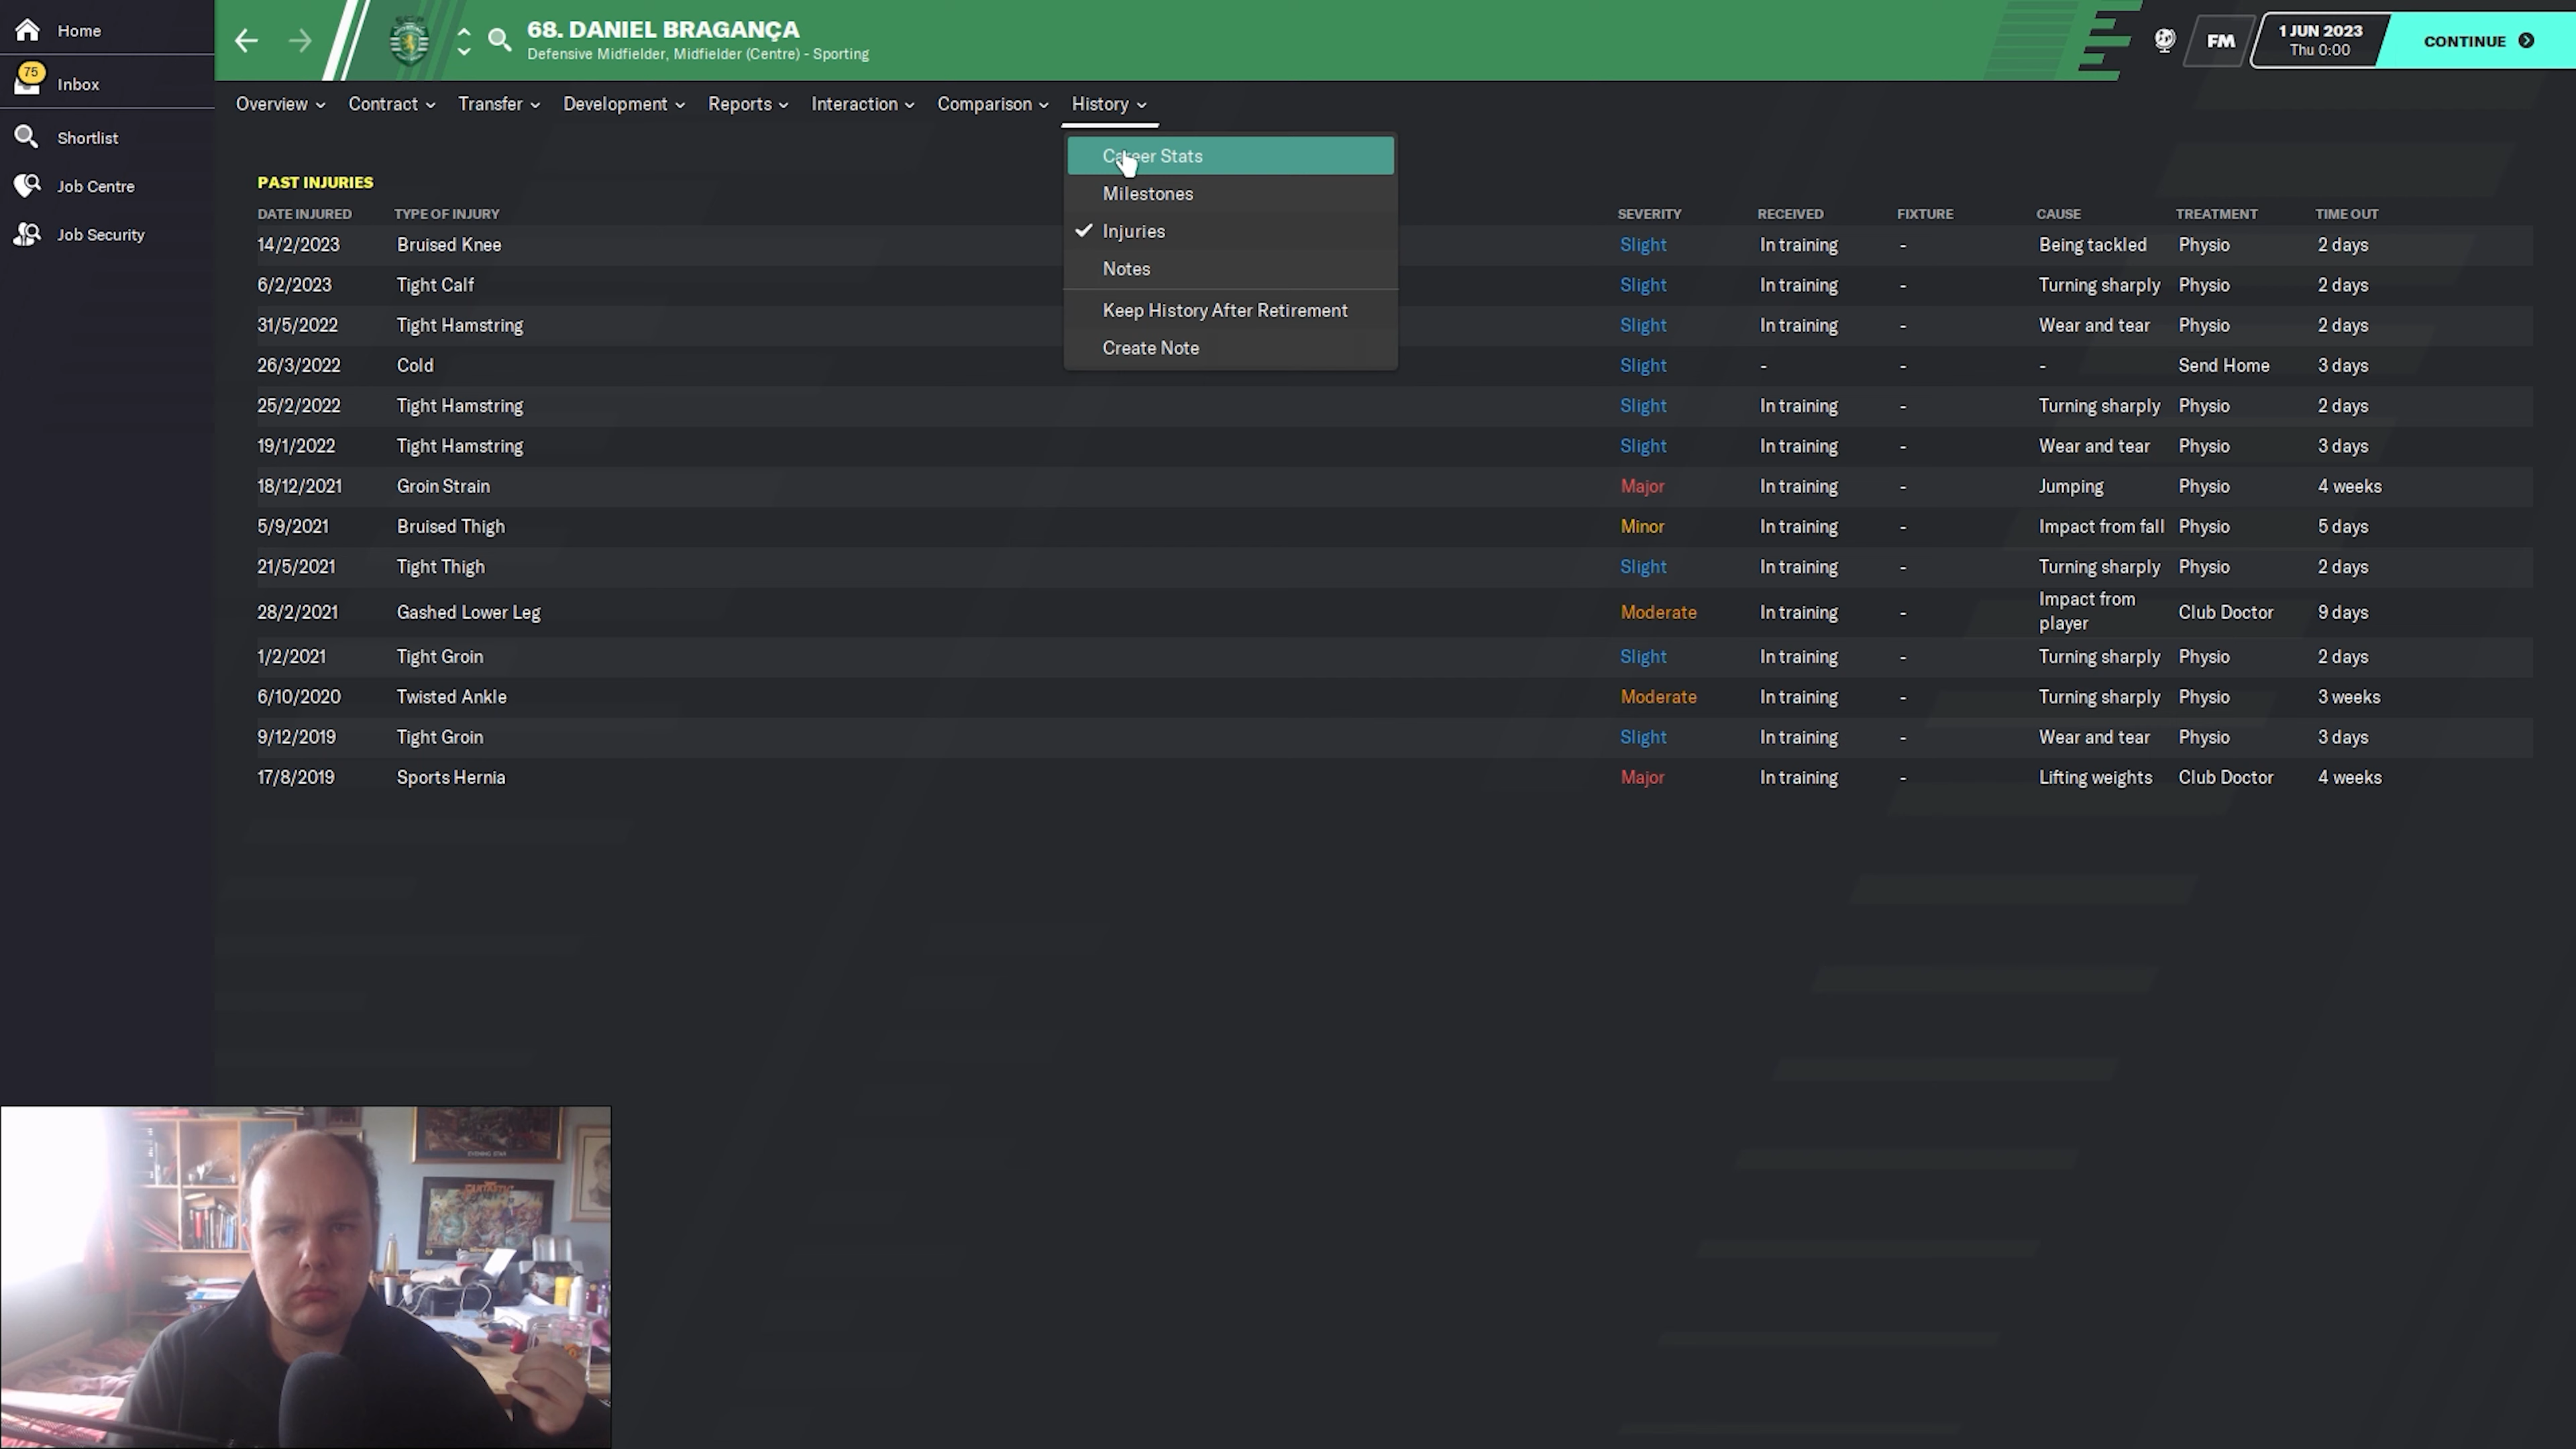 Home
75
Inbox
Shortlist
Job Centre
Job Security
68. DANIEL BRAGANÇA
Defensive Midfielder, Midfielder (Centre) - Sporting
FM
1 JUN 2023
Thu 0:00
CONTINUE
Overview Contract Transfer Development Reports Interaction Comparison History
Career Stats
Milestones
Injuries
Notes
Keep History After Retirement
Create Note
PAST INJURIES
DATE INJURED TYPE OF INJURY SEVERITY RECEIVED FIXTURE CAUSE TREATMENT TIME OUT
14/2/2023 Bruised Knee Slight In training - Being tackled Physio 2 days
6/2/2023 Tight Calf Slight In training - Turning sharply Physio 2 days
31/5/2022 Tight Hamstring Slight In training - Wear and tear Physio 2 days
26/3/2022 Cold Slight - - - Send Home 3 days
25/2/2022 Tight Hamstring Slight In training - Turning sharply Physio 2 days
19/1/2022 Tight Hamstring Slight In training - Wear and tear Physio 3 days
18/12/2021 Groin Strain Major In training - Jumping Physio 4 weeks
5/9/2021 Bruised Thigh Minor In training - Impact from fall Physio 5 days
21/5/2021 Tight Thigh Slight In training - Turning sharply Physio 2 days
28/2/2021 Gashed Lower Leg Moderate In training - Impact from player Club Doctor 9 days
1/2/2021 Tight Groin Slight In training - Turning sharply Physio 2 days
6/10/2020 Twisted Ankle Moderate In training - Turning sharply Physio 3 weeks
9/12/2019 Tight Groin Slight In training - Wear and tear Physio 3 days
17/8/2019 Sports Hernia Major In training - Lifting weights Club Doctor 4 weeks
EVENING STAR
FANTASTIC